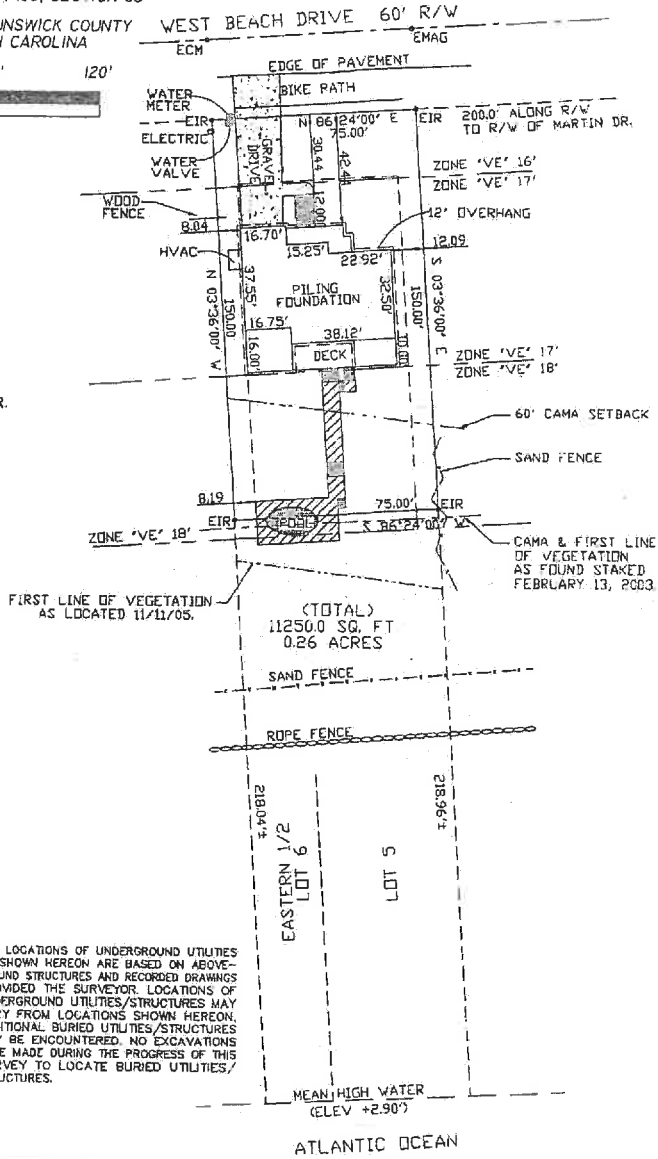 UNSWICK COUNTY
CAROLINA
120'
WEST BEACH DRIVE 60' R/W
ECM
EMAG
EDGE OF PAVEMENT
BIKE PATH
WATER
METER
EIR
ELECTRIC
WATER
VALVE
N 86°24'00" E
75.00'
EIR
200.0' ALONG R/W
TO R/W OF MARTIN DR.
GRAVEL
DRIVE
30.44
42.4
12.00
ZONE "VE" 16'
ZONE "VE" 17'
WOOD
FENCE
8.04
16.70'
15.25'
22.92'
12' OVERHANG
12.09
HVAC
37.55'
PILING
FOUNDATION
32.50'
N 03°36'00" W
150.00
150.00'
S 03°36'00" E
16.75'
16.00'
38.12'
DECK
ZONE "VE" 17'
ZONE "VE" 18'
R.
60' CAMA SETBACK
SAND FENCE
8.19
EIR
POOL
75.00'
EIR
S 86°24'00" W
ZONE "VE" 18'
CAMA & FIRST LINE
OF VEGETATION
AS FOUND STAKED
FEBRUARY 13, 2003
FIRST LINE OF VEGETATION
AS LOCATED 11/11/05.
(TOTAL)
11250.0 SQ. FT
0.26 ACRES
SAND FENCE
ROPE FENCE
218.04'±
218.96'±
EASTERN 1/2
LOT 6
LOT 5
LOCATIONS OF UNDERGROUND UTILITIES
SHOWN HEREON ARE BASED ON ABOVE-
UND STRUCTURES AND RECORDED DRAWINGS
OVIDED THE SURVEYOR. LOCATIONS OF
DERGROUND UTILITIES/STRUCTURES MAY
RY FROM LOCATIONS SHOWN HEREON.
ITIONAL BURIED UTILITIES/STRUCTURES
Y BE ENCOUNTERED. NO EXCAVATIONS
E MADE DURING THE PROGRESS OF THIS
VEY TO LOCATE BURIED UTILITIES/
UCTURES.
MEAN HIGH WATER
(ELEV +2.90')
ATLANTIC OCEAN